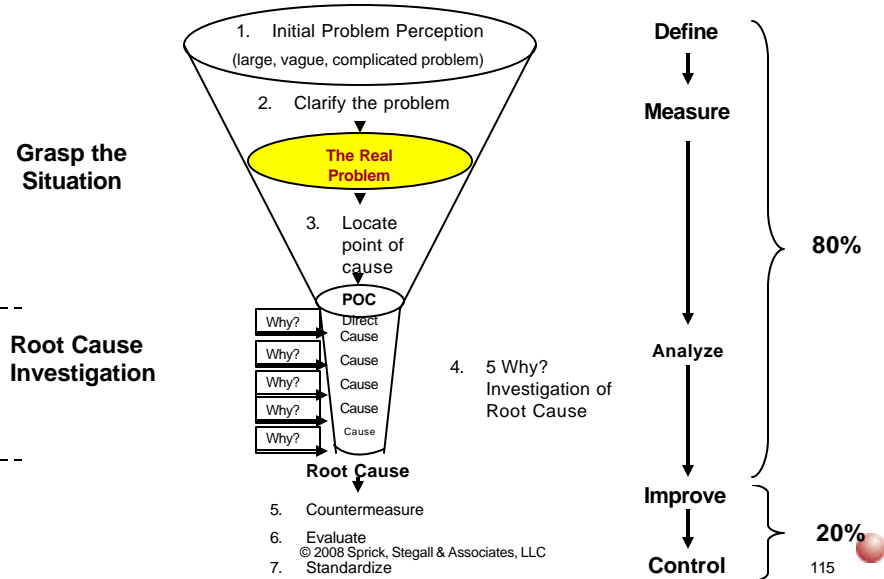 1. Initial Problem Perception
(large, vague, complicated problem)
2. Clarify the problem
The Real
Problem
3. Locate
point of
cause
POC
Grasp the
Situation
Root Cause
Investigation
Why?
Why?
Why?
Why?
Why?
Direct
Cause
Cause
Cause
Cause
Cause
4. 5 Why?
Investigation of
Root Cause
Root Cause
5. Countermeasure
6. Evaluate
© 2008 Sprick, Stegall & Associates, LLC
7. Standardize
Define
Measure
Analyze
Improve
Control
80%
20%
115